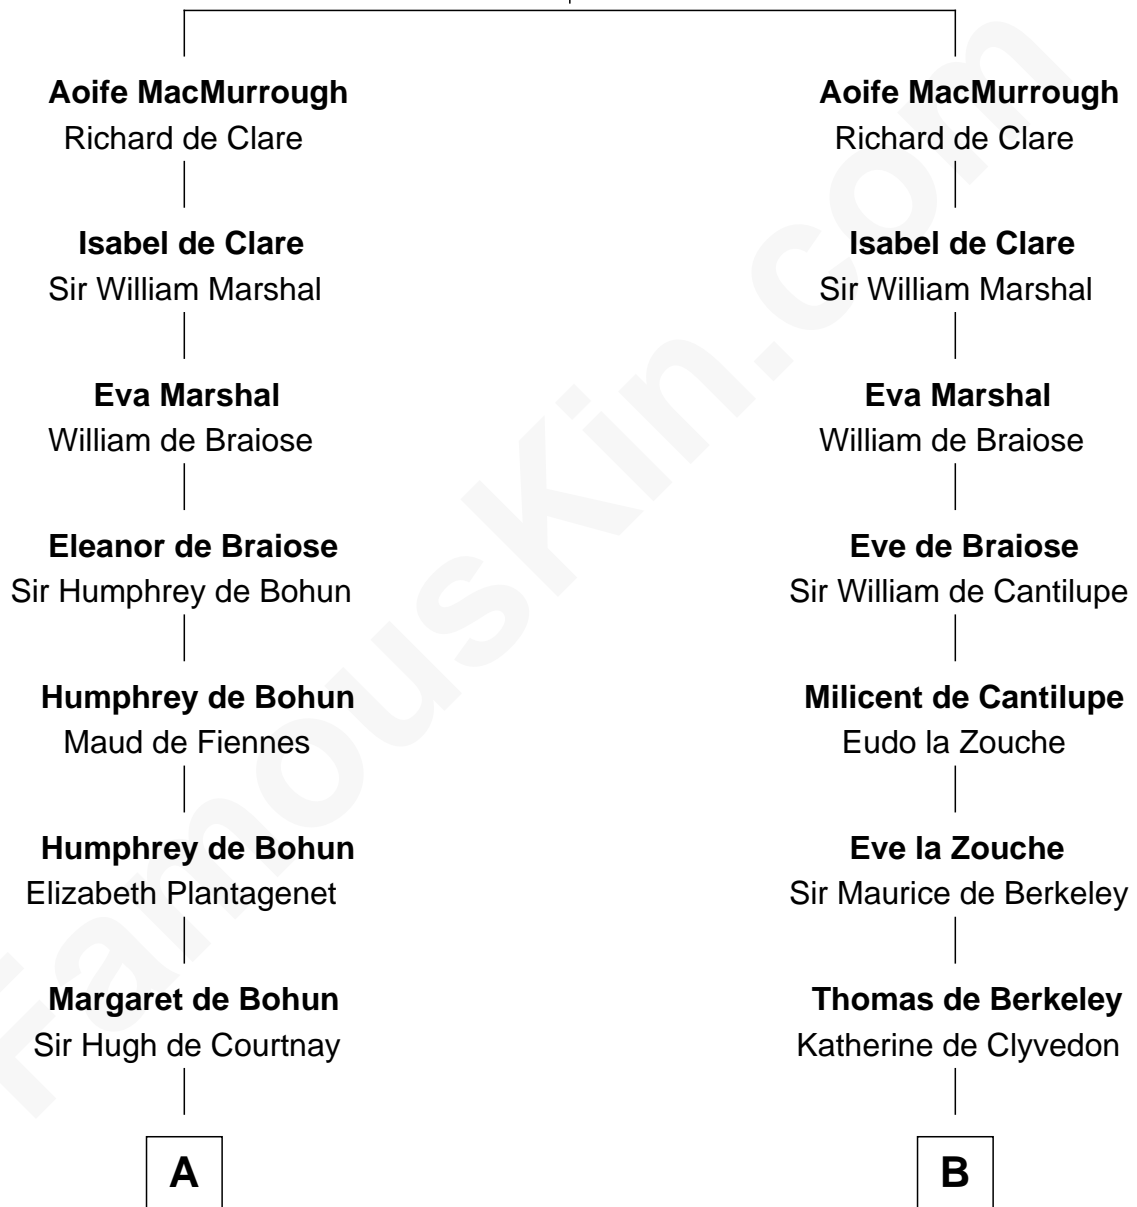 Aoife MacMurrough
Richard de Clare
Isabel de Clare
Sir William Marshal
Eva Marshal
William de Braiose
Eleanor de Braiose
Sir Humphrey de Bohun
Humphrey de Bohun
Maud de Fiennes
Humphrey de Bohun
Elizabeth Plantagenet
Margaret de Bohun
Sir Hugh de Courtnay
A
Aoife MacMurrough
Richard de Clare
Isabel de Clare
Sir William Marshal
Eva Marshal
William de Braiose
Eve de Braiose
Sir William de Cantilupe
Milicent de Cantilupe
Eudo la Zouche
Eve la Zouche
Sir Maurice de Berkeley
Thomas de Berkeley
Katherine de Clyvedon
B
FamousKin.com